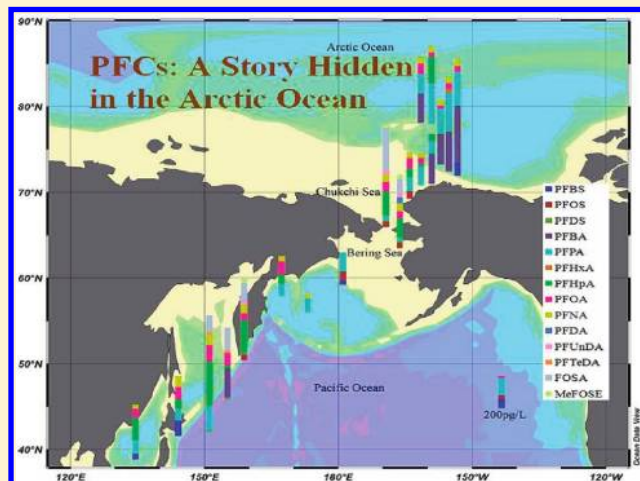 90°N
Arctic Ocean
PFCs: A Story Hidden
in the Arctic Ocean
80°N
70°N
Chukchi Sea
PFBS
PFOS
PFDS
PFBA
PFPA
PFHxA
PFHpA
PFOA
PFNA
PFDA
PFUnDA
PFTeDA
FOSA
MeFOSE
Bering Sea
60°N
50°N
Pacific Ocean
200pg/L
40°N
120°E
150°E
180°E
150°W
120°W
Ocean Data View